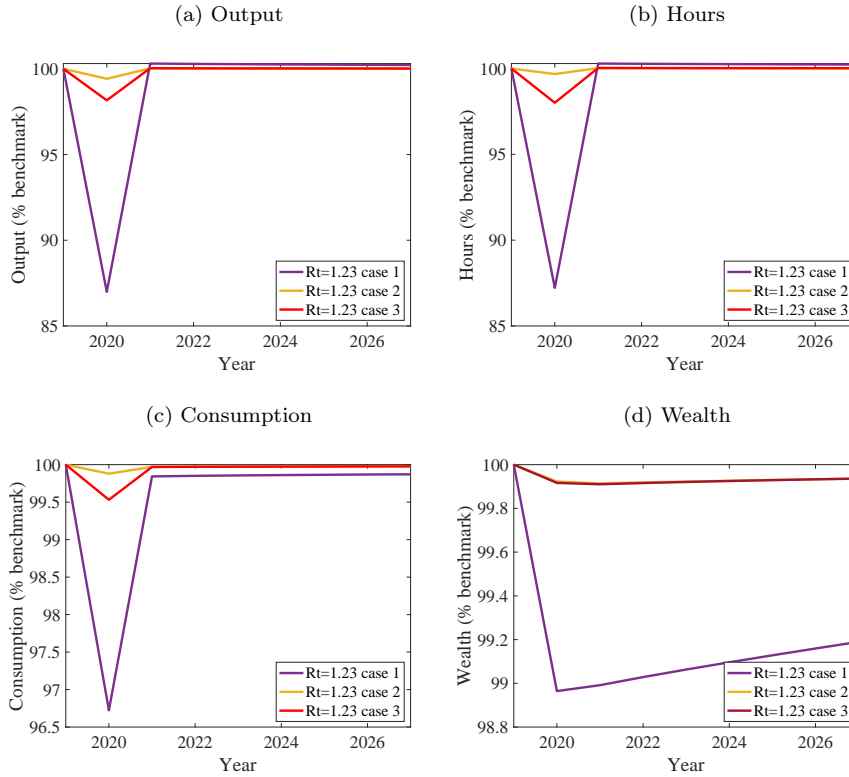 (a) Output
100
95
90
85
Output (% benchmark)
2020 2022 2024 2026
Year
Rt=1.23 case 1
Rt=1.23 case 2
Rt=1.23 case 3
(b) Hours
100
95
90
85
Hours (% benchmark)
2020 2022 2024 2026
Year
Rt=1.23 case 1
Rt=1.23 case 2
Rt=1.23 case 3
(c) Consumption
100
99.5
99
98.5
98
97.5
97
96.5
Consumption (% benchmark)
2020 2022 2024 2026
Year
Rt=1.23 case 1
Rt=1.23 case 2
Rt=1.23 case 3
(d) Wealth
100
99.8
99.6
99.4
99.2
99
98.8
Wealth (% benchmark)
2020 2022 2024 2026
Year
Rt=1.23 case 1
Rt=1.23 case 2
Rt=1.23 case 3